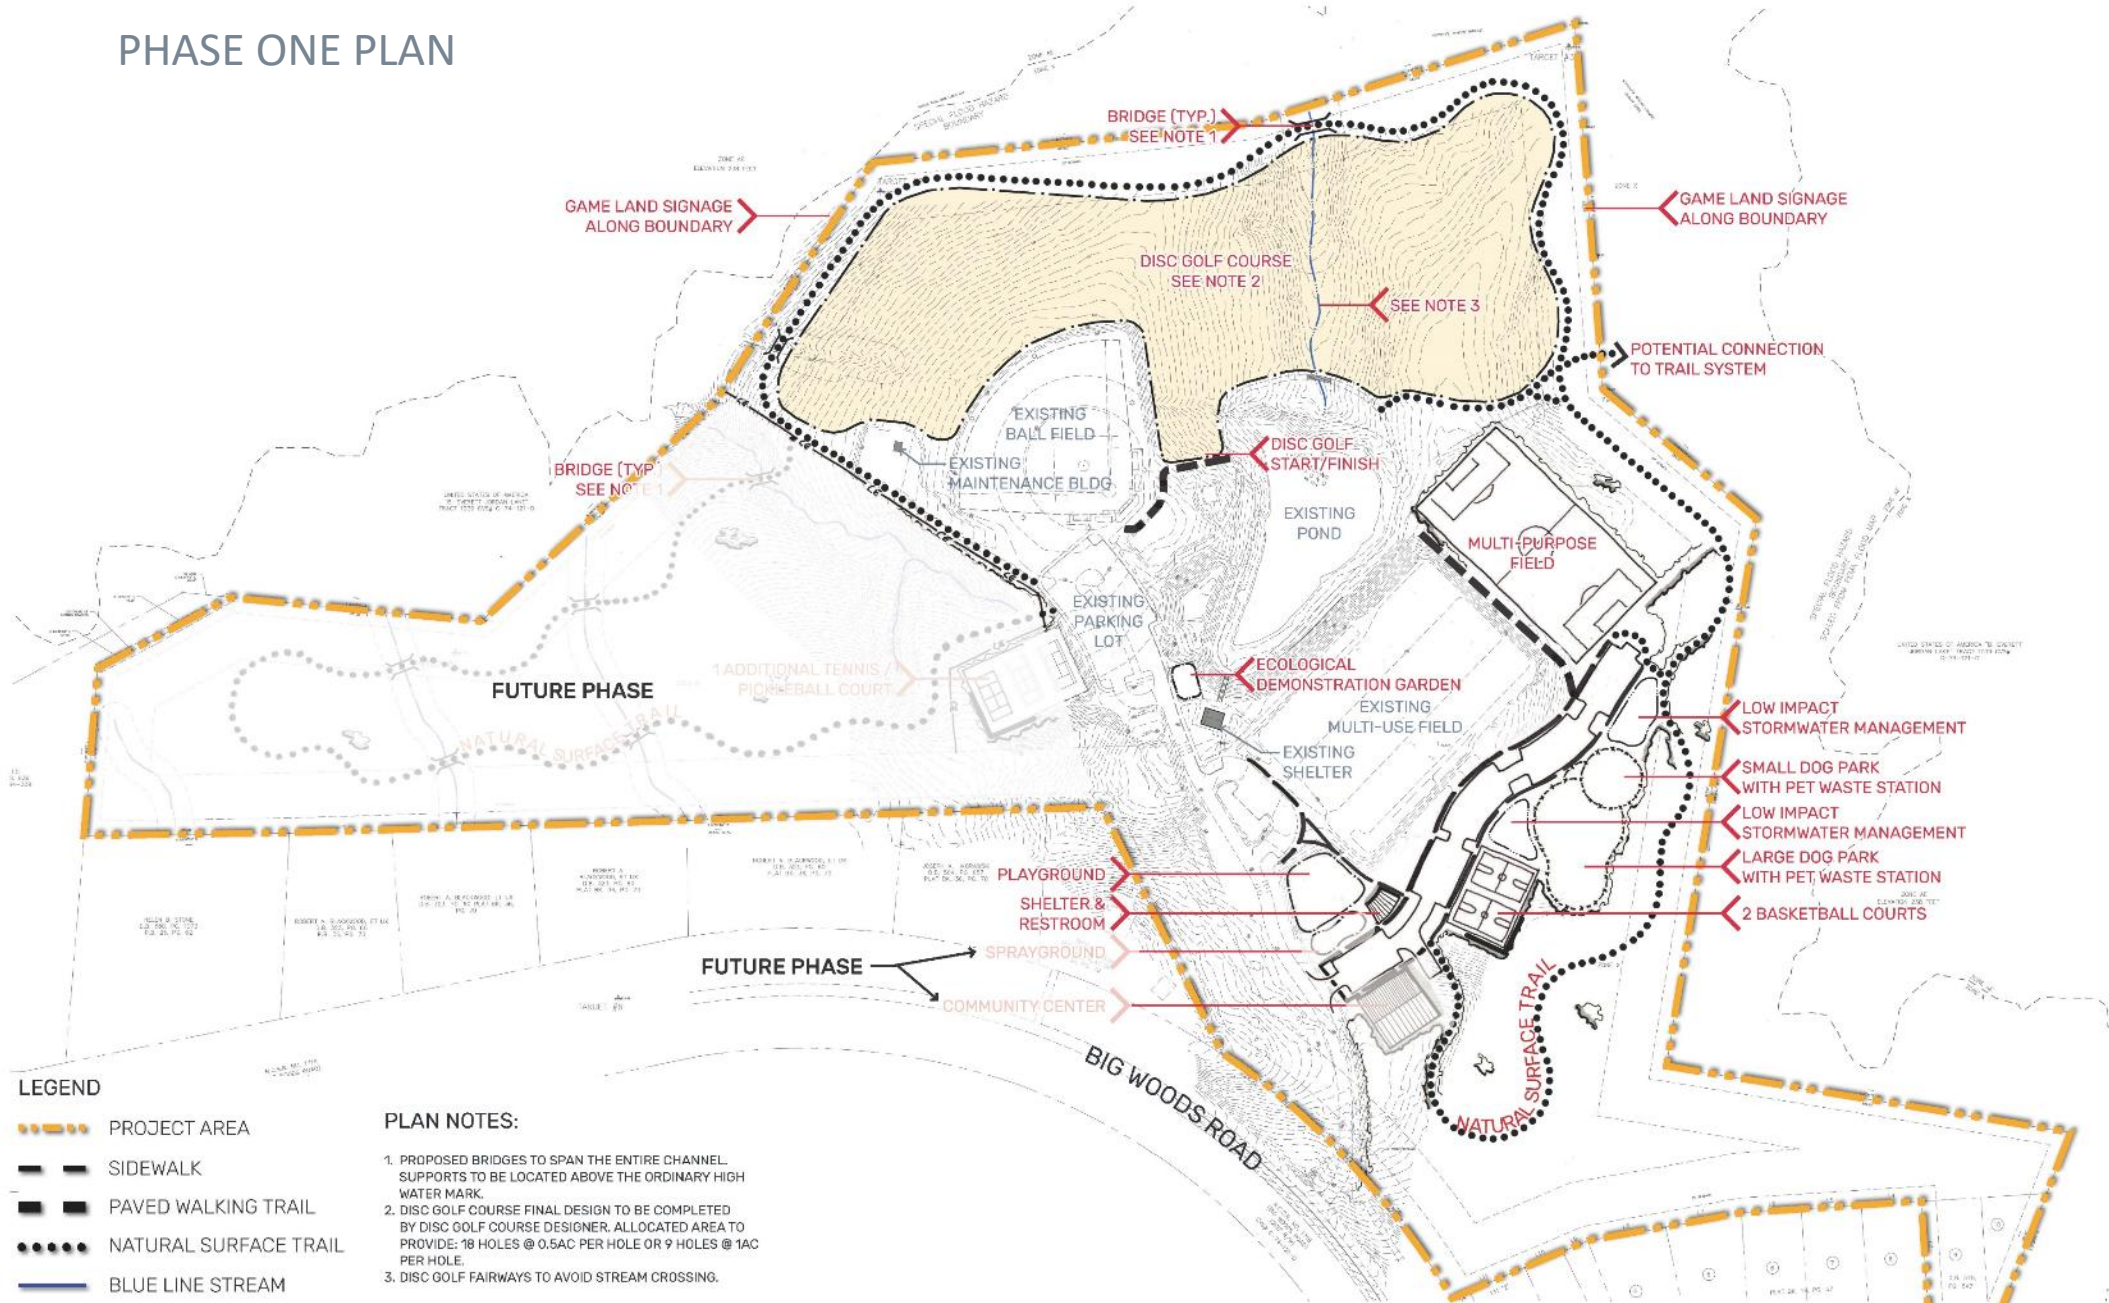 PHASE ONE PLAN
SPECIAL FLOOD HAZARD
BOUNDARY
TARGET
BRIDGE (TYP.)
SEE NOTE 1
GAME LAND SIGNAGE
ALONG BOUNDARY
GAME LAND SIGNAGE
ALONG BOUNDARY
DISC GOLF COURSE
SEE NOTE 2
SEE NOTE 3
POTENTIAL CONNECTION
TO TRAIL SYSTEM
EXISTING
BALL FIELD
EXISTING
MAINTENANCE BLDG
DISC GOLF
START/FINISH
BRIDGE (TYP.)
SEE NOTE 1
EXISTING
POND
MULTI-PURPOSE
FIELD
EXISTING
PARKING
LOT
ECOLOGICAL
DEMONSTRATION GARDEN
EXISTING
MULTI-USE FIELD
EXISTING
SHELTER
1 ADDITIONAL TENNIS /
PICKLEBALL COURT
FUTURE PHASE
NATURAL SURFACE TRAIL
LOW IMPACT
STORMWATER MANAGEMENT
SMALL DOG PARK
WITH PET WASTE STATION
LOW IMPACT
STORMWATER MANAGEMENT
LARGE DOG PARK
WITH PET WASTE STATION
2 BASKETBALL COURTS
PLAYGROUND
SHELTER &
RESTROOM
SPRAYGROUND
FUTURE PHASE
COMMUNITY CENTER
NATURAL SURFACE TRAIL
BIG WOODS ROAD
LEGEND
PROJECT AREA
SIDEWALK
PAVED WALKING TRAIL
NATURAL SURFACE TRAIL
BLUE LINE STREAM
PLAN NOTES:
1. PROPOSED BRIDGES TO SPAN THE ENTIRE CHANNEL.
SUPPORTS TO BE LOCATED ABOVE THE ORDINARY HIGH
WATER MARK.
2. DISC GOLF COURSE FINAL DESIGN TO BE COMPLETED
BY DISC GOLF COURSE DESIGNER. ALLOCATED AREA TO
PROVIDE: 18 HOLES @ 0.5AC PER HOLE OR 9 HOLES @ 1AC
PER HOLE.
3. DISC GOLF FAIRWAYS TO AVOID STREAM CROSSING.